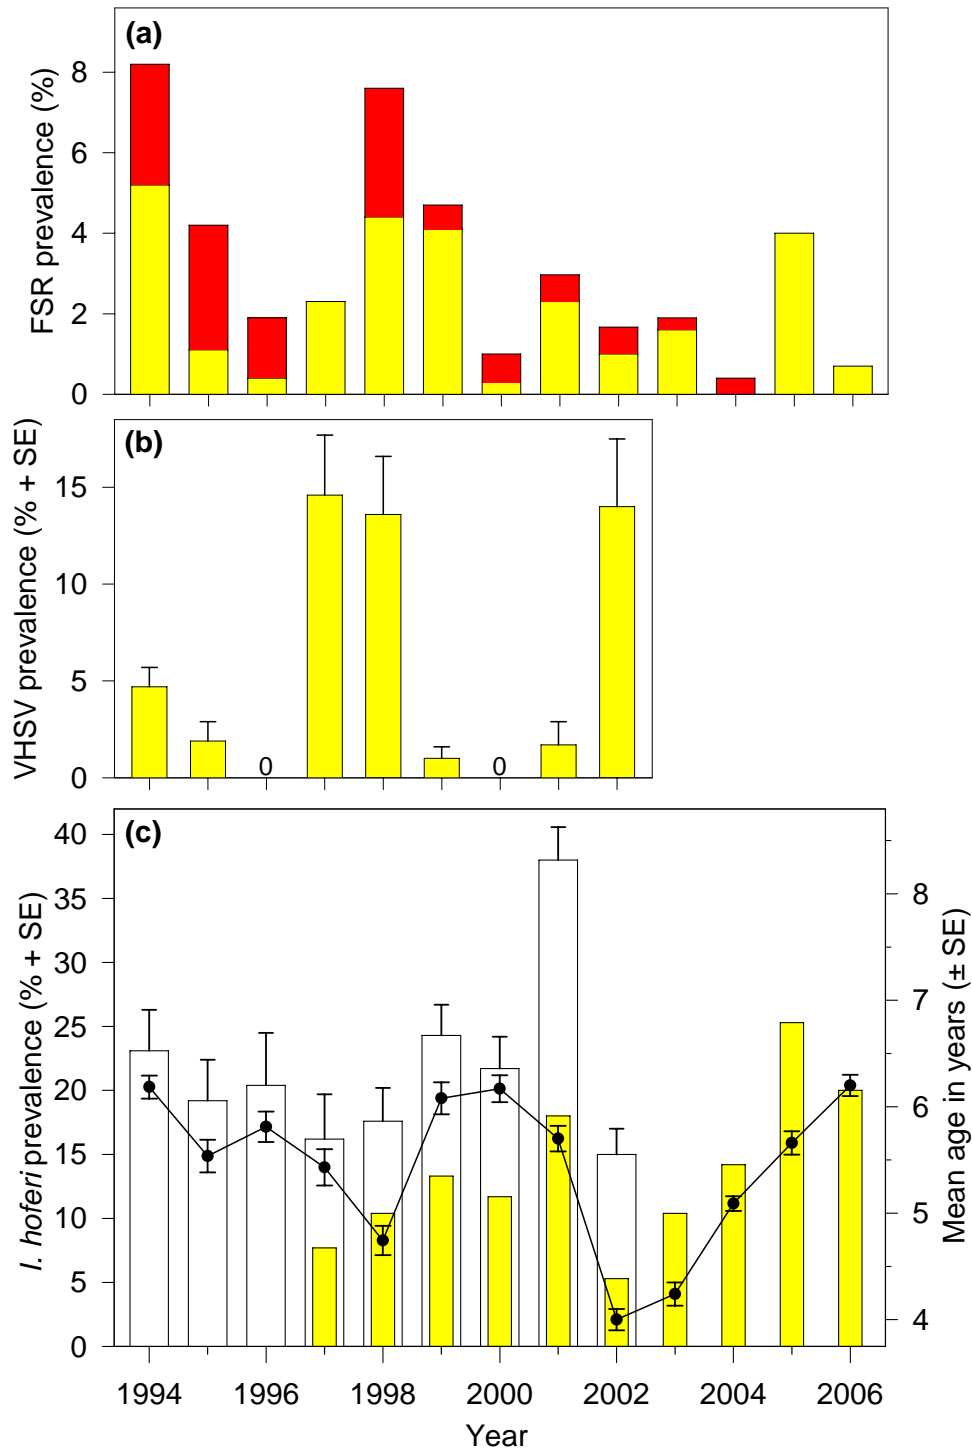 (a)
FSR prevalence (%)
8
6
4
2
0
(b)
VHSV prevalence (% + SE)
15
10
5
0
0
0
(c)
I. hoferi prevalence (% + SE)
40
35
30
25
20
15
10
5
0
8
7
6
5
4
Mean age in years (± SE)
1994 1996 1998 2000 2002 2004 2006
Year